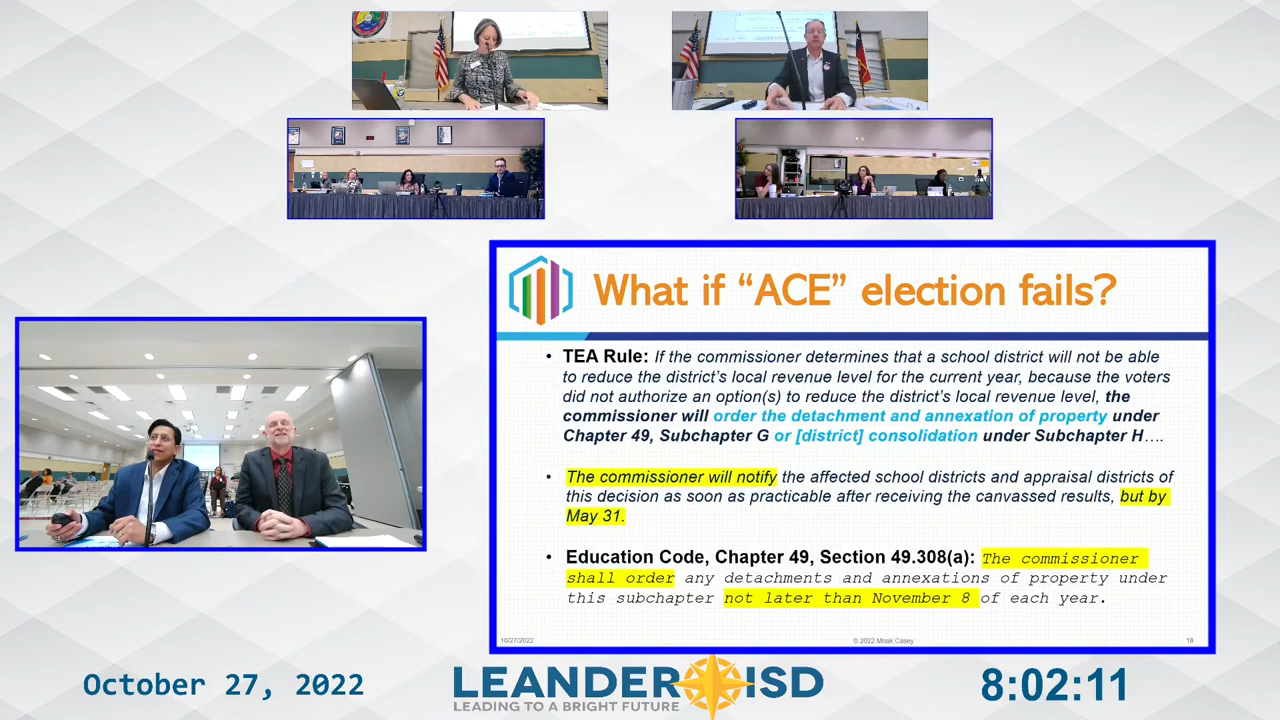 What if “ACE” election fails?
• TEA Rule: If the commissioner determines that a school district will not be able
to reduce the district’s local revenue level for the current year, because the voters
did not authorize an option(s) to reduce the district’s local revenue level, the
commissioner will order the detachment and annexation of property under
Chapter 49, Subchapter G or [district] consolidation under Subchapter H….
• The commissioner will notify the affected school districts and appraisal districts of
this decision as soon as practicable after receiving the canvassed results, but by
May 31.
• Education Code, Chapter 49, Section 49.308(a): The commissioner
shall order any detachments and annexations of property under
this subchapter not later than November 8 of each year.
10/27/2022 © 2022 Moak Casey 18
October 27, 2022
LEANDER ISD
LEADING TO A BRIGHT FUTURE
8:02:11